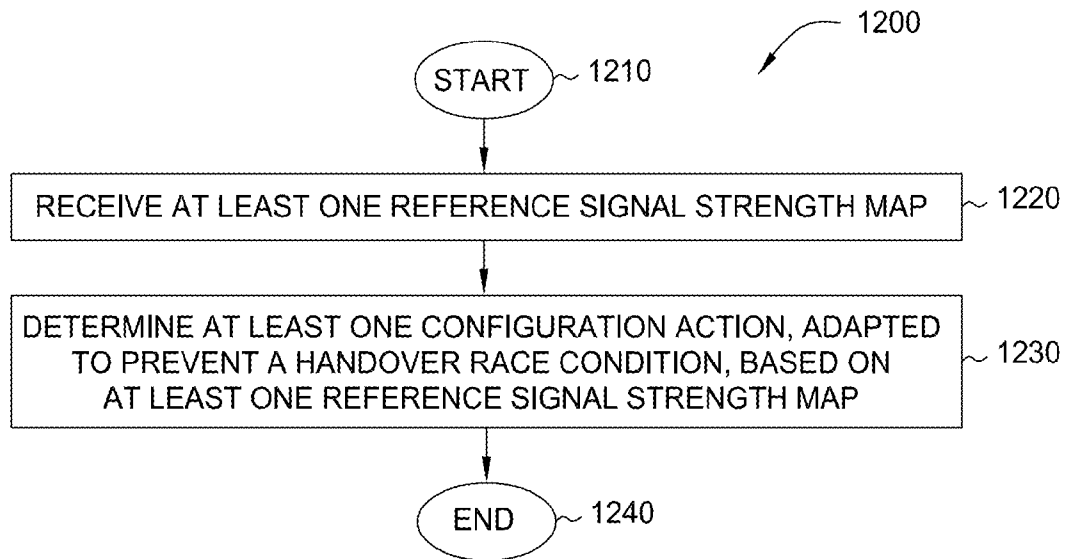 1200
START 1210
RECEIVE AT LEAST ONE REFERENCE SIGNAL STRENGTH MAP 1220
DETERMINE AT LEAST ONE CONFIGURATION ACTION, ADAPTED
TO PREVENT A HANDOVER RACE CONDITION, BASED ON 1230
AT LEAST ONE REFERENCE SIGNAL STRENGTH MAP
END 1240